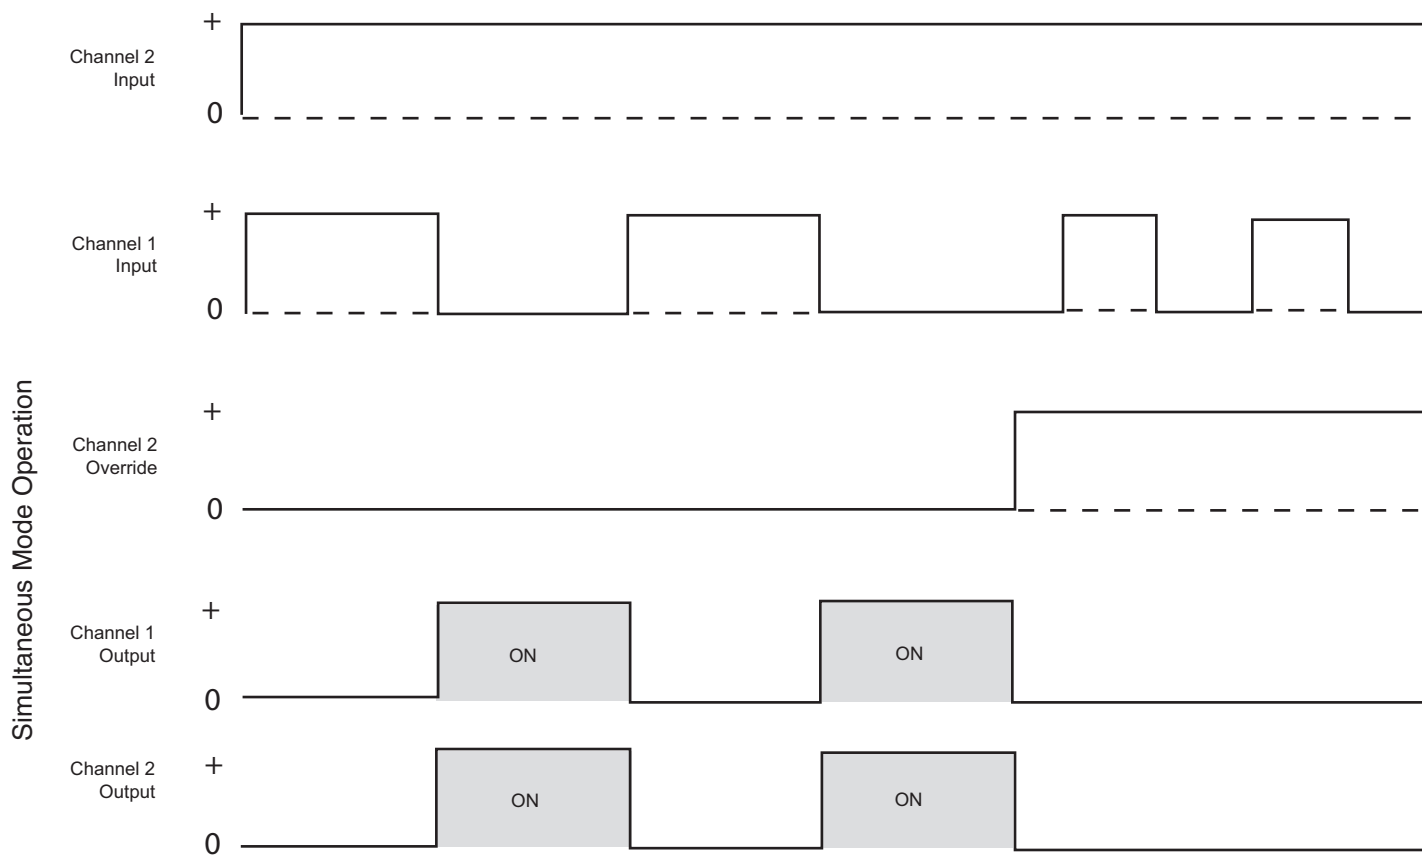 +
Channel 2
Input
0
+
Channel 1
Input
0
Simultaneous Mode Operation
+
Channel 2
Override
0
+
Channel 1
Output
ON
ON
0
+
Channel 2
Output
ON
ON
0